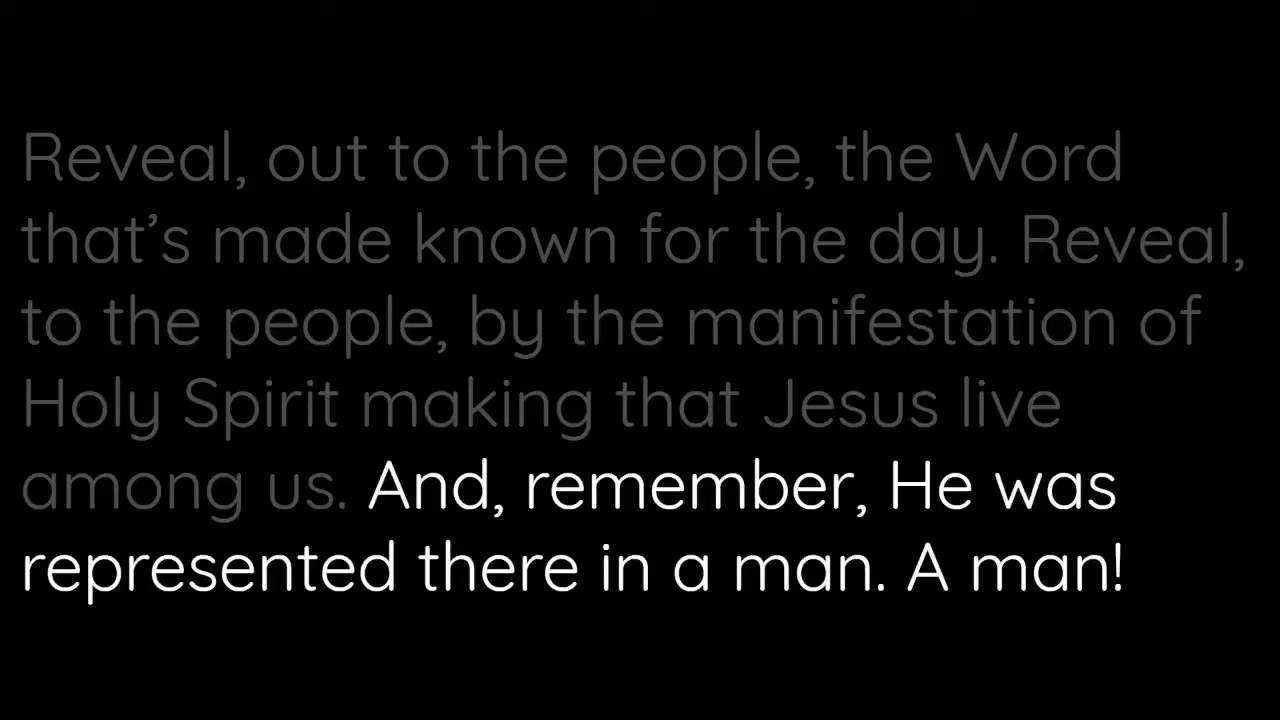 Reveal, out to the people, the Word
that’s made known for the day. Reveal,
to the people, by the manifestation of
Holy Spirit making that Jesus live
among us. And, remember, He was
represented there in a man. A man!